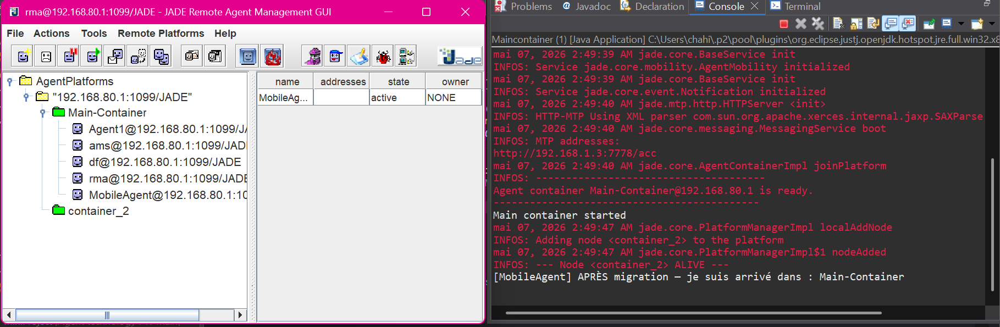 rma@192.168.80.1:1099/JADE - JADE Remote Agent Management GUI
File Actions Tools Remote Platforms Help
Jade
AgentPlatforms
"192.168.80.1:1099/JADE"
Main-Container
Agent1@192.168.80.1:1099/JA
ams@192.168.80.1:1099/JAD
df@192.168.80.1:1099/JADE
rma@192.168.80.1:1099/JADE
MobileAgent@192.168.80.1:10
container_2
name addresses state owner
MobileAg... active NONE
Problems Javadoc Declaration Console Terminal
Maincontainer (1) [Java Application] C:\Users\chahi\.p2\pool\plugins\org.eclipse.justj.openjdk.hotspot.jre.full.win32.x8
mai 07, 2026 2:49:39 AM jade.core.BaseService init
INFOS: Service jade.core.mobility.AgentMobility initialized
mai 07, 2026 2:49:39 AM jade.core.BaseService init
INFOS: Service jade.core.event.Notification initialized
mai 07, 2026 2:49:40 AM jade.mtp.http.HTTPServer <init>
INFOS: HTTP-MTP Using XML parser com.sun.org.apache.xerces.internal.jaxp.SAXParse
mai 07, 2026 2:49:40 AM jade.core.messaging.MessagingService boot
INFOS: MTP addresses:
http://192.168.1.3:7778/acc
mai 07, 2026 2:49:40 AM jade.core.AgentContainerImpl joinPlatform
INFOS: --------------------------------------
Agent container Main-Container@192.168.80.1 is ready.
--------------------------------------------
Main container started
mai 07, 2026 2:49:47 AM jade.core.PlatformManagerImpl localAddNode
INFOS: Adding node <container_2> to the platform
mai 07, 2026 2:49:47 AM jade.core.PlatformManagerImpl$1 nodeAdded
INFOS: --- Node <container_2> ALIVE ---
[MobileAgent] APRÈS migration — je suis arrivé dans : Main-Container